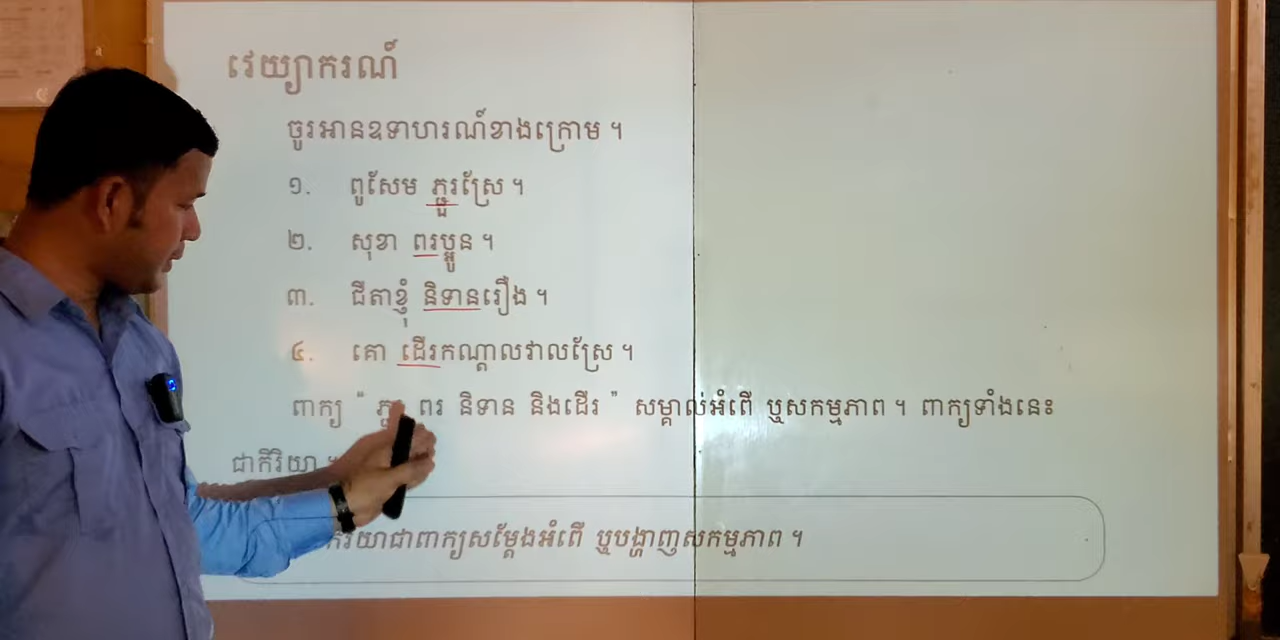 វេយ្យាករណ៍
ចូរអានឧទាហរណ៍ខាងក្រោម ។
១. ពូសែម ភ្ជួរស្រែ ។
២. សុខា ពរប្អូន ។
៣. ជីតាខ្ញុំ និទានរឿង ។
៤. គោ ដើរកណ្ដាលវាលស្រែ ។
ពាក្យ " ពរ និទាន និងដើរ " សម្គាល់អំពើ ឬសកម្មភាព ។ ពាក្យទាំងនេះ
ជាកិរិយា ។
កិរិយាជាពាក្យសម្ដែងអំពើ ឬបង្ហាញសកម្មភាព ។